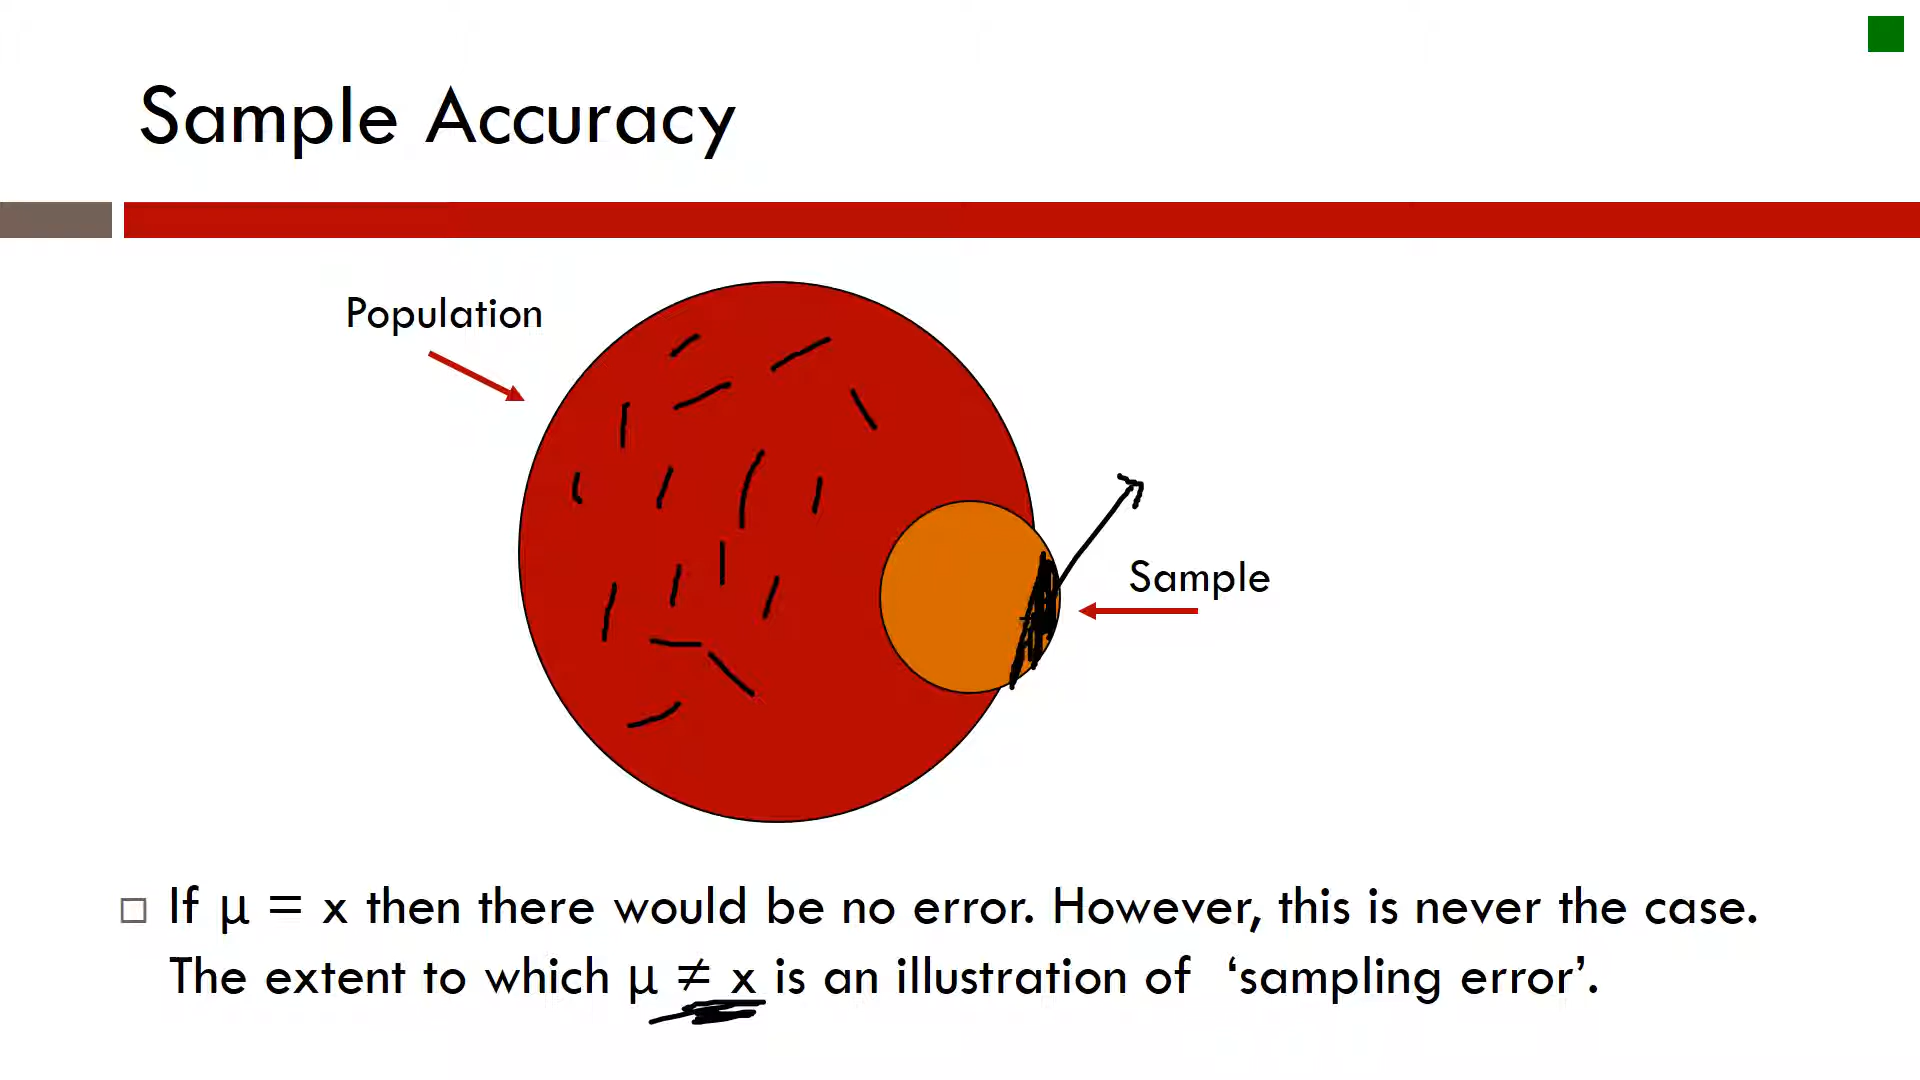 Sample Accuracy
Population
Sample
If µ = x then there would be no error. However, this is never the case.
The extent to which µ ≠ x is an illustration of ‘sampling error’.